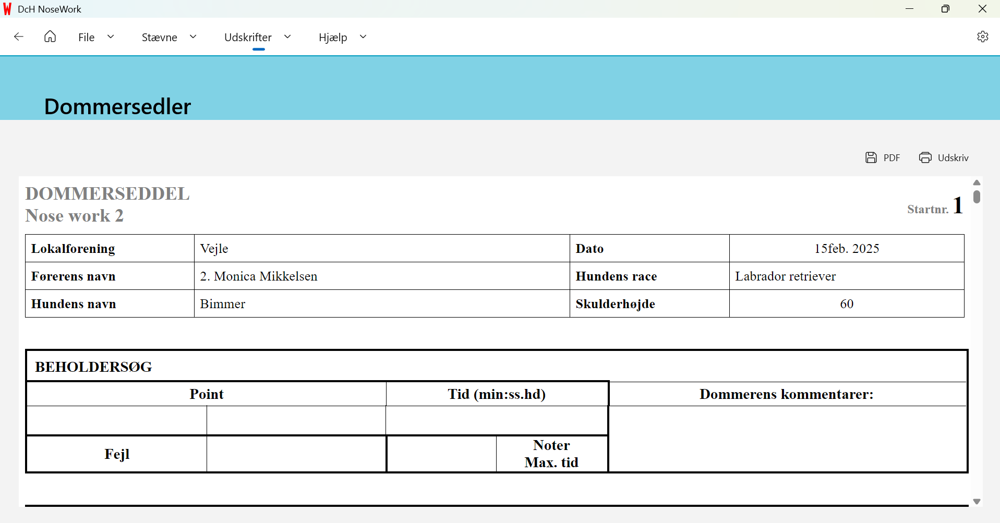 DcH NoseWork
File Stævne Udskrifter Hjælp
Dommersedler
PDF Udskriv
DOMMERSEDDEL
Nose work 2
Startnr. 1
Lokalforening Vejle Dato 15feb. 2025
Førerens navn 2. Monica Mikkelsen Hundens race Labrador retriever
Hundens navn Bimmer Skulderhøjde 60
BEHOLDERSØG
Point Tid (min:ss.hd) Dommerens kommentarer:
Fejl Noter
Max. tid